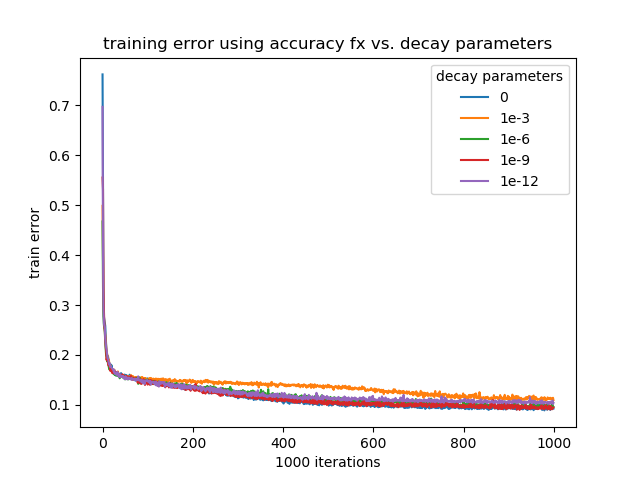 training error using accuracy fx vs. decay parameters
decay parameters
0
1e-3
1e-6
1e-9
1e-12
train error
0.7
0.6
0.5
0.4
0.3
0.2
0.1
0 200 400 600 800 1000
1000 iterations